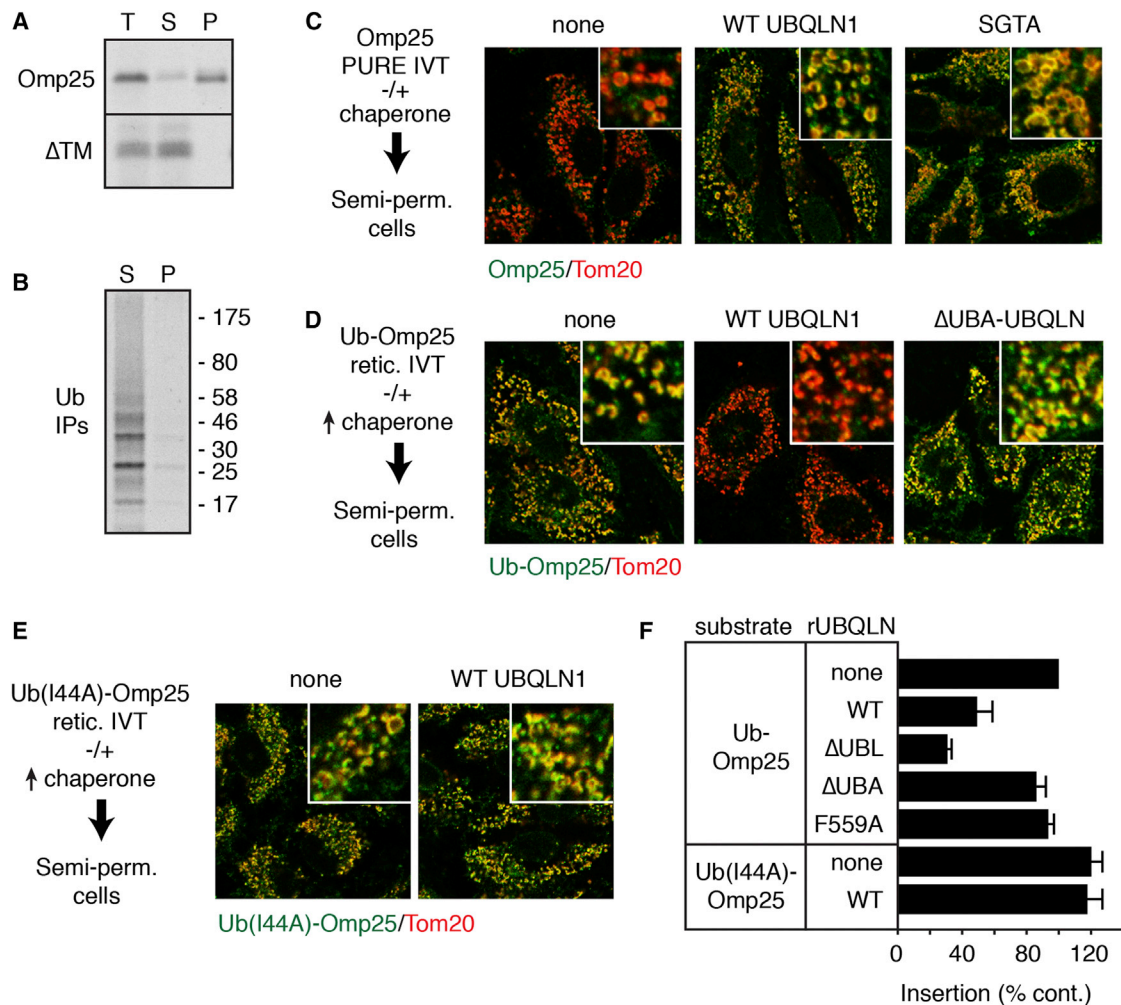 A
T S P
Omp25
ΔTM
B
S P
Ub
IPs
- 175
- 80
- 58
- 46
- 30
- 25
- 17
C
Omp25
PURE IVT
-/+
chaperone
Semi-perm.
cells
none
WT UBQLN1
SGTA
Omp25/Tom20
D
Ub-Omp25
retic. IVT
-/+
↑ chaperone
Semi-perm.
cells
none
WT UBQLN1
ΔUBA-UBQLN
Ub-Omp25/Tom20
E
Ub(I44A)-Omp25
retic. IVT
-/+
↑ chaperone
Semi-perm.
cells
none
WT UBQLN1
Ub(I44A)-Omp25/Tom20
F
substrate rUBQLN
Ub-
Omp25
none
WT
ΔUBL
ΔUBA
F559A
Ub(I44A)-
Omp25
none
WT
0 40 80 120
Insertion (% cont.)